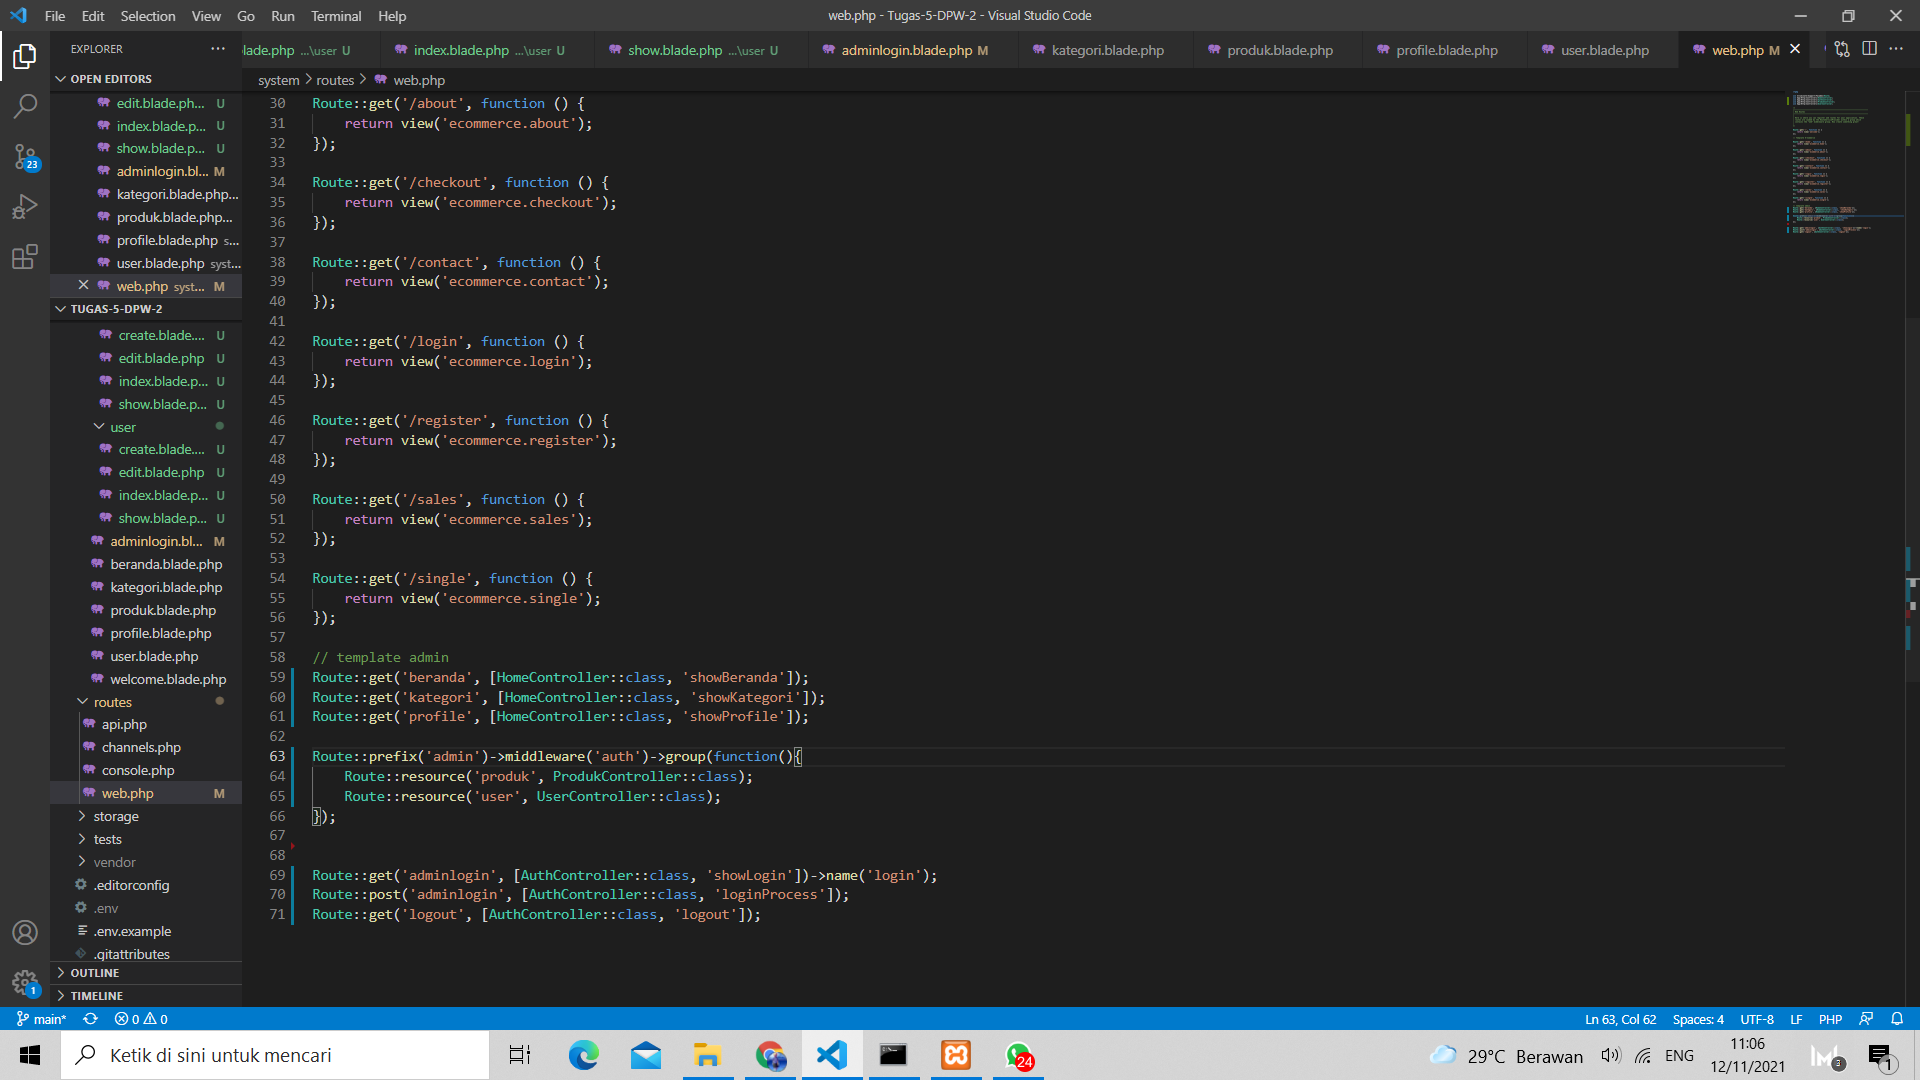 File Edit Selection View Go Run Terminal Help
web.php - Tugas-5-DPW-2 - Visual Studio Code
EXPLORER
lade.php ...\user U
index.blade.php ...\user U
show.blade.php ...\user U
adminlogin.blade.php M
kategori.blade.php
produk.blade.php
profile.blade.php
user.blade.php
web.php M
OPEN EDITORS
edit.blade.ph... U
index.blade.p... U
show.blade.p... U
adminlogin.bl... M
kategori.blade.php...
produk.blade.php...
profile.blade.php s...
user.blade.php syst...
web.php syst... M
TUGAS-5-DPW-2
create.blade.... U
edit.blade.php U
index.blade.p... U
show.blade.p... U
user
create.blade.... U
edit.blade.php U
index.blade.p... U
show.blade.p... U
adminlogin.bl... M
beranda.blade.php
kategori.blade.php
produk.blade.php
profile.blade.php
user.blade.php
welcome.blade.php
routes
api.php
channels.php
console.php
web.php M
storage
tests
vendor
.editorconfig
.env
.env.example
.gitattributes
OUTLINE
TIMELINE
23
1
system > routes > web.php
30 Route::get('/about', function () {
31     return view('ecommerce.about');
32 });
33
34 Route::get('/checkout', function () {
35     return view('ecommerce.checkout');
36 });
37
38 Route::get('/contact', function () {
39     return view('ecommerce.contact');
40 });
41
42 Route::get('/login', function () {
43     return view('ecommerce.login');
44 });
45
46 Route::get('/register', function () {
47     return view('ecommerce.register');
48 });
49
50 Route::get('/sales', function () {
51     return view('ecommerce.sales');
52 });
53
54 Route::get('/single', function () {
55     return view('ecommerce.single');
56 });
57
58 // template admin
59 Route::get('beranda', [HomeController::class, 'showBeranda']);
60 Route::get('kategori', [HomeController::class, 'showKategori']);
61 Route::get('profile', [HomeController::class, 'showProfile']);
62
63 Route::prefix('admin')->middleware('auth')->group(function(){
64     Route::resource('produk', ProdukController::class);
65     Route::resource('user', UserController::class);
66 });
67
68
69 Route::get('adminlogin', [AuthController::class, 'showLogin'])->name('login');
70 Route::post('adminlogin', [AuthController::class, 'loginProcess']);
71 Route::get('logout', [AuthController::class, 'logout']);
main* 0 0
Ln 63, Col 62 Spaces: 4 UTF-8 LF PHP
Ketik di sini untuk mencari
24
29°C Berawan
ENG
11:06
12/11/2021
3
1